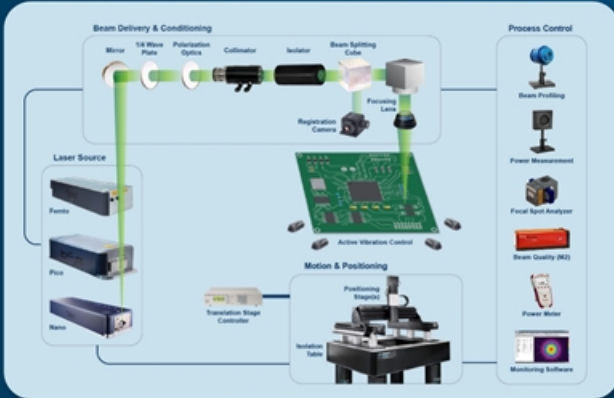 Beam Delivery & Conditioning
Mirror
1/4 Wave
Plate
Polarization
Optics
Collimator
Isolator
Beam Splitting
Cube
Focusing
Lens
Registration
Camera
Process Control
Beam Profiling
Power Measurement
Focal Spot Analyzer
Beam Quality (M2)
Power Meter
Monitoring Software
Laser Source
Femto
Pico
Nano
Active Vibration Control
Motion & Positioning
Positioning
Stage(s)
Translation Stage
Controller
Isolation
Table